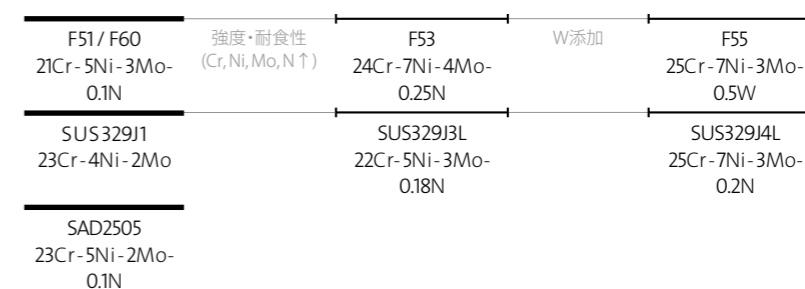 F51 / F60
21Cr-5Ni-3Mo-
0.1N
強度・耐食性
(Cr, Ni, Mo, N↑)
F53
24Cr-7Ni-4Mo-
0.25N
W添加
F55
25Cr-7Ni-3Mo-
0.5W
SUS329J1
23Cr-4Ni-2Mo
SUS329J3L
22Cr-5Ni-3Mo-
0.18N
SUS329J4L
25Cr-7Ni-3Mo-
0.2N
SAD2505
23Cr-5Ni-2Mo-
0.1N